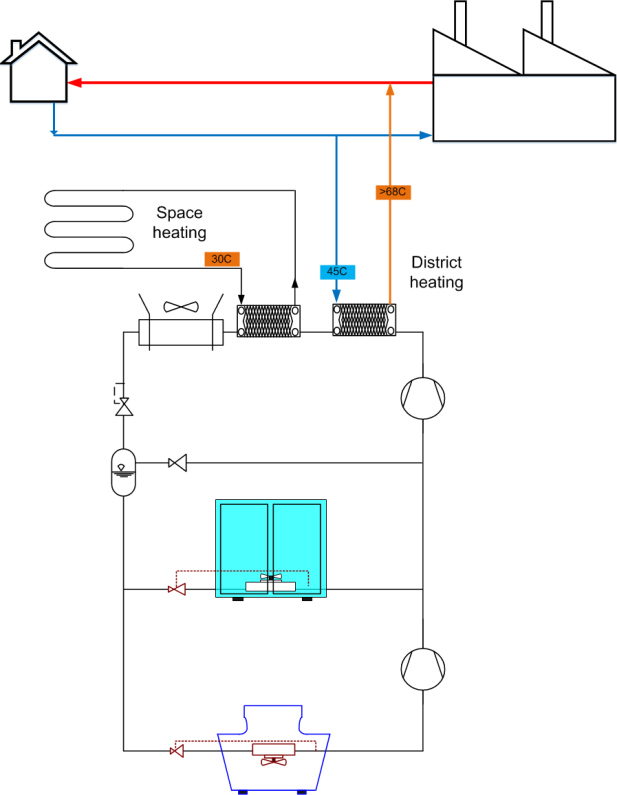 >68C
Space
heating
30C
45C
District
heating